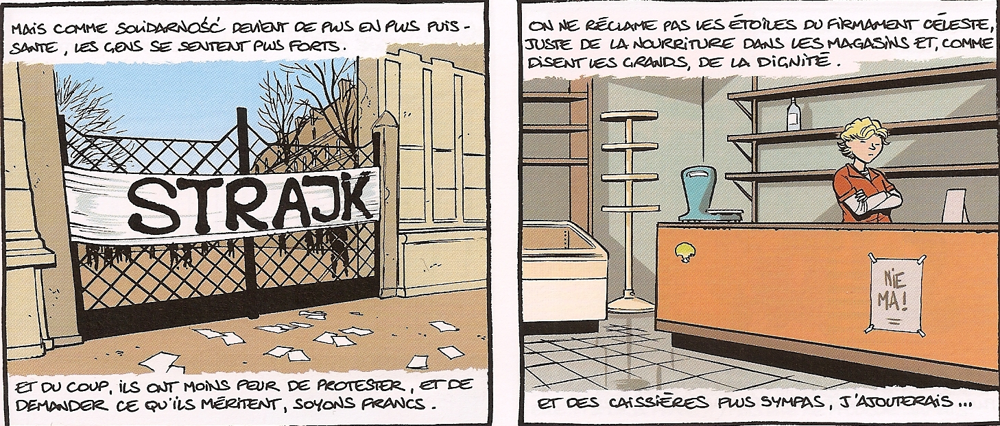 MAIS COMME SOLIDARNOŚĆ DEVIENT DE PLUS EN PLUS PUIS-
SANTE, LES GENS SE SENTENT PLUS FORTS.
STRAJK
ET DU COUP, ILS ONT MOINS PEUR DE PROTESTER, ET DE
DEMANDER CE QU'ILS MÉRITENT, SOYONS FRANCS.
ON NE RÉCLAME PAS LES ÉTOILES DU FIRMAMENT CÉLESTE,
JUSTE DE LA NOURRITURE DANS LES MAGASINS ET, COMME
DISENT LES GRANDS, DE LA DIGNITÉ.
NIE
MA!
ET DES CAISSIÈRES PLUS SYMPAS, J'AJOUTERAIS...